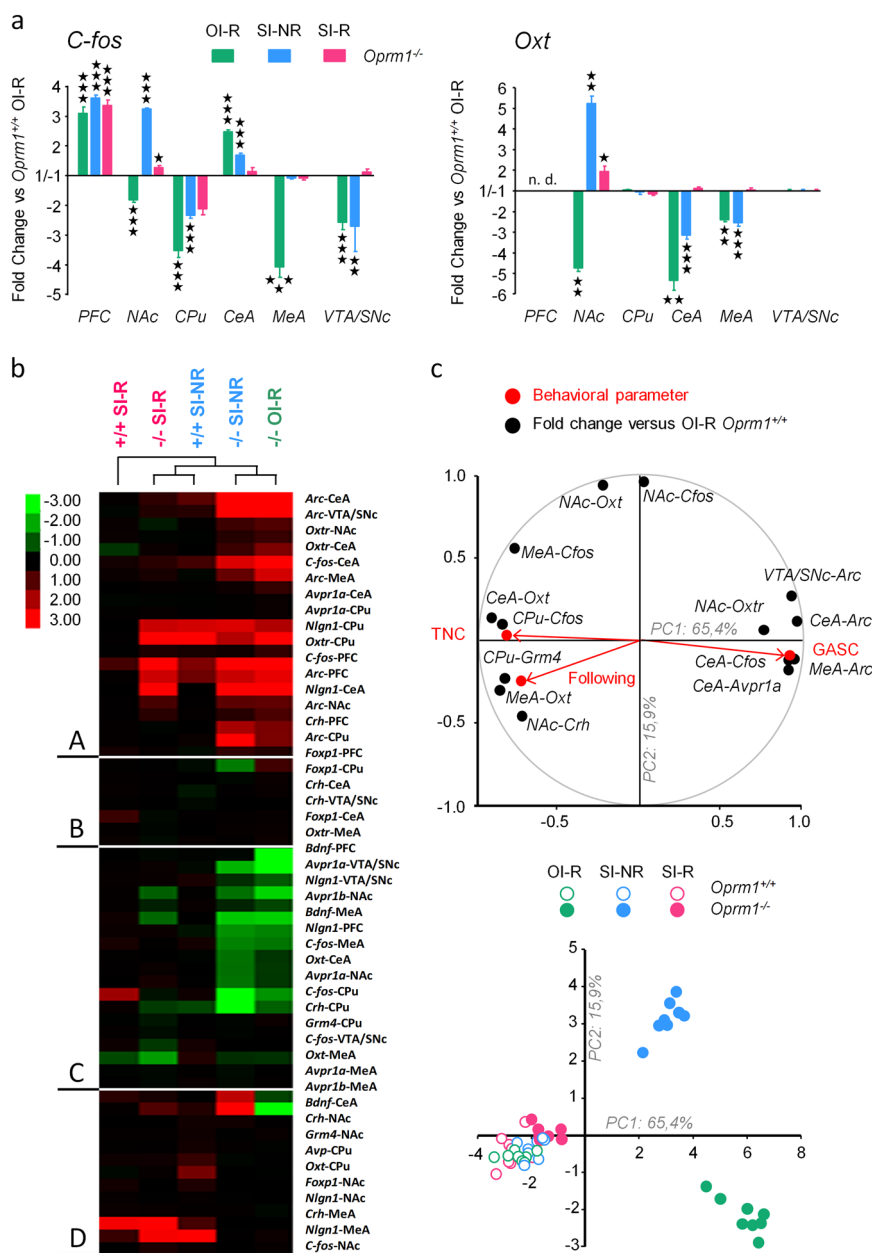 a
C-fos
OI-R SI-NR SI-R
Oprm1-/-
Oxt
Fold Change vs Oprm1+/+ OI-R
4
3
2
1/-1
-2
-3
-4
5
★★★ ★★★ ★★★ ★★★ ★★★ ★ ★★★ ★★★ ★★★ ★★★ ★★★ ★★★ ★★
PFC NAc CPu CeA MeA VTA/SNc
Fold Change vs Oprm1+/+ OI-R
6
5
4
3
2
1/-1
-2
-3
-4
-5
-6
n. d.
★★ ★★ ★ ★★ ★★★ ★★ ★★★
PFC NAc CPu CeA MeA VTA/SNc
b
+/+ SI-R
-/- SI-R
+/+ SI-NR
-/- SI-NR
-/- OI-R
-3.00
-2.00
-1.00
0.00
1.00
2.00
3.00
Arc-CeA
Arc-VTA/SNc
Oxtr-NAc
Oxtr-CeA
C-fos-CeA
Arc-MeA
Avpr1a-CeA
Avpr1a-CPu
Nlgn1-CPu
Oxtr-CPu
C-fos-PFC
Arc-PFC
Nlgn1-CeA
Arc-NAc
Crh-PFC
Arc-CPu
Foxp1-PFC
A
Foxp1-CPu
Crh-CeA
Crh-VTA/SNc
Foxp1-CeA
Oxtr-MeA
B
Bdnf-PFC
Avpr1a-VTA/SNc
Nlgn1-VTA/SNc
Avpr1b-NAc
Bdnf-MeA
Nlgn1-PFC
C-fos-MeA
Oxt-CeA
Avpr1a-NAc
C-fos-CPu
Crh-CPu
Grm4-CPu
C-fos-VTA/SNc
Oxt-MeA
Avpr1a-MeA
Avpr1b-MeA
C
Bdnf-CeA
Crh-NAc
Grm4-NAc
Avp-CPu
Oxt-CPu
Foxp1-NAc
Nlgn1-NAc
Crh-MeA
Nlgn1-MeA
C-fos-NAc
D
c
Behavioral parameter
Fold change versus OI-R Oprm1+/+
1.0
0.5
0
-0.5
-1.0
-0.5
0.5
1.0
NAc-Oxt
NAc-Cfos
MeA-Cfos
VTA/SNc-Arc
CeA-Oxt
NAc-Oxtr
CPu-Cfos
CeA-Arc
TNC
PC1: 65,4%
GASC
CPu-Grm4
CeA-Cfos
MeA-Arc
Following
CeA-Avpr1a
MeA-Oxt
NAc-Crh
PC2: 15,9%
OI-R SI-NR SI-R
Oprm1+/+
Oprm1-/-
5
4
3
2
1
0
-1
-2
-3
-4
-2
2
4
6
8
PC2: 15,9%
PC1: 65,4%